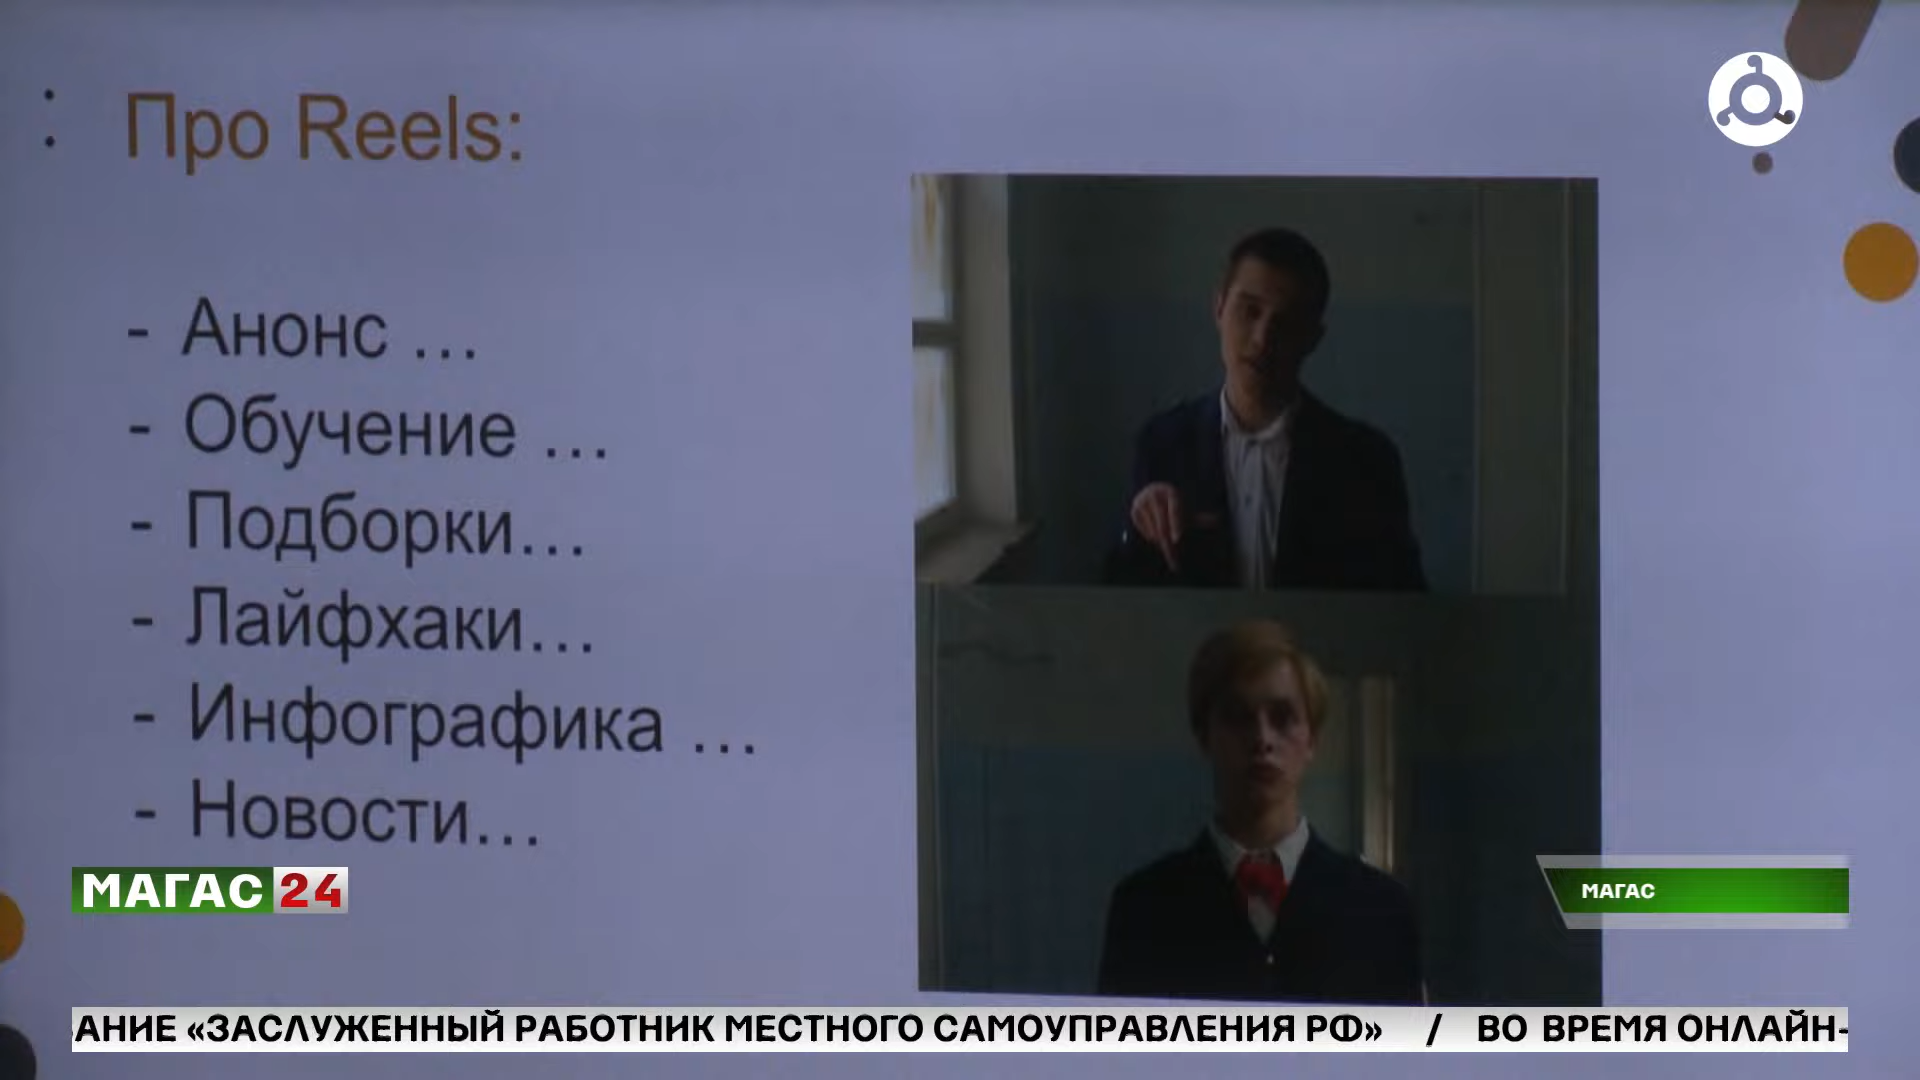 Про Reels:
- Анонс ...
- Обучение ...
- Подборки...
- Лайфхаки...
- Инфографика ...
- Новости...
МАГАС 24
МАГАС
АНИЕ «ЗАСЛУЖЕННЫЙ РАБОТНИК МЕСТНОГО САМОУПРАВЛЕНИЯ РФ» / ВО ВРЕМЯ ОНЛАЙН-